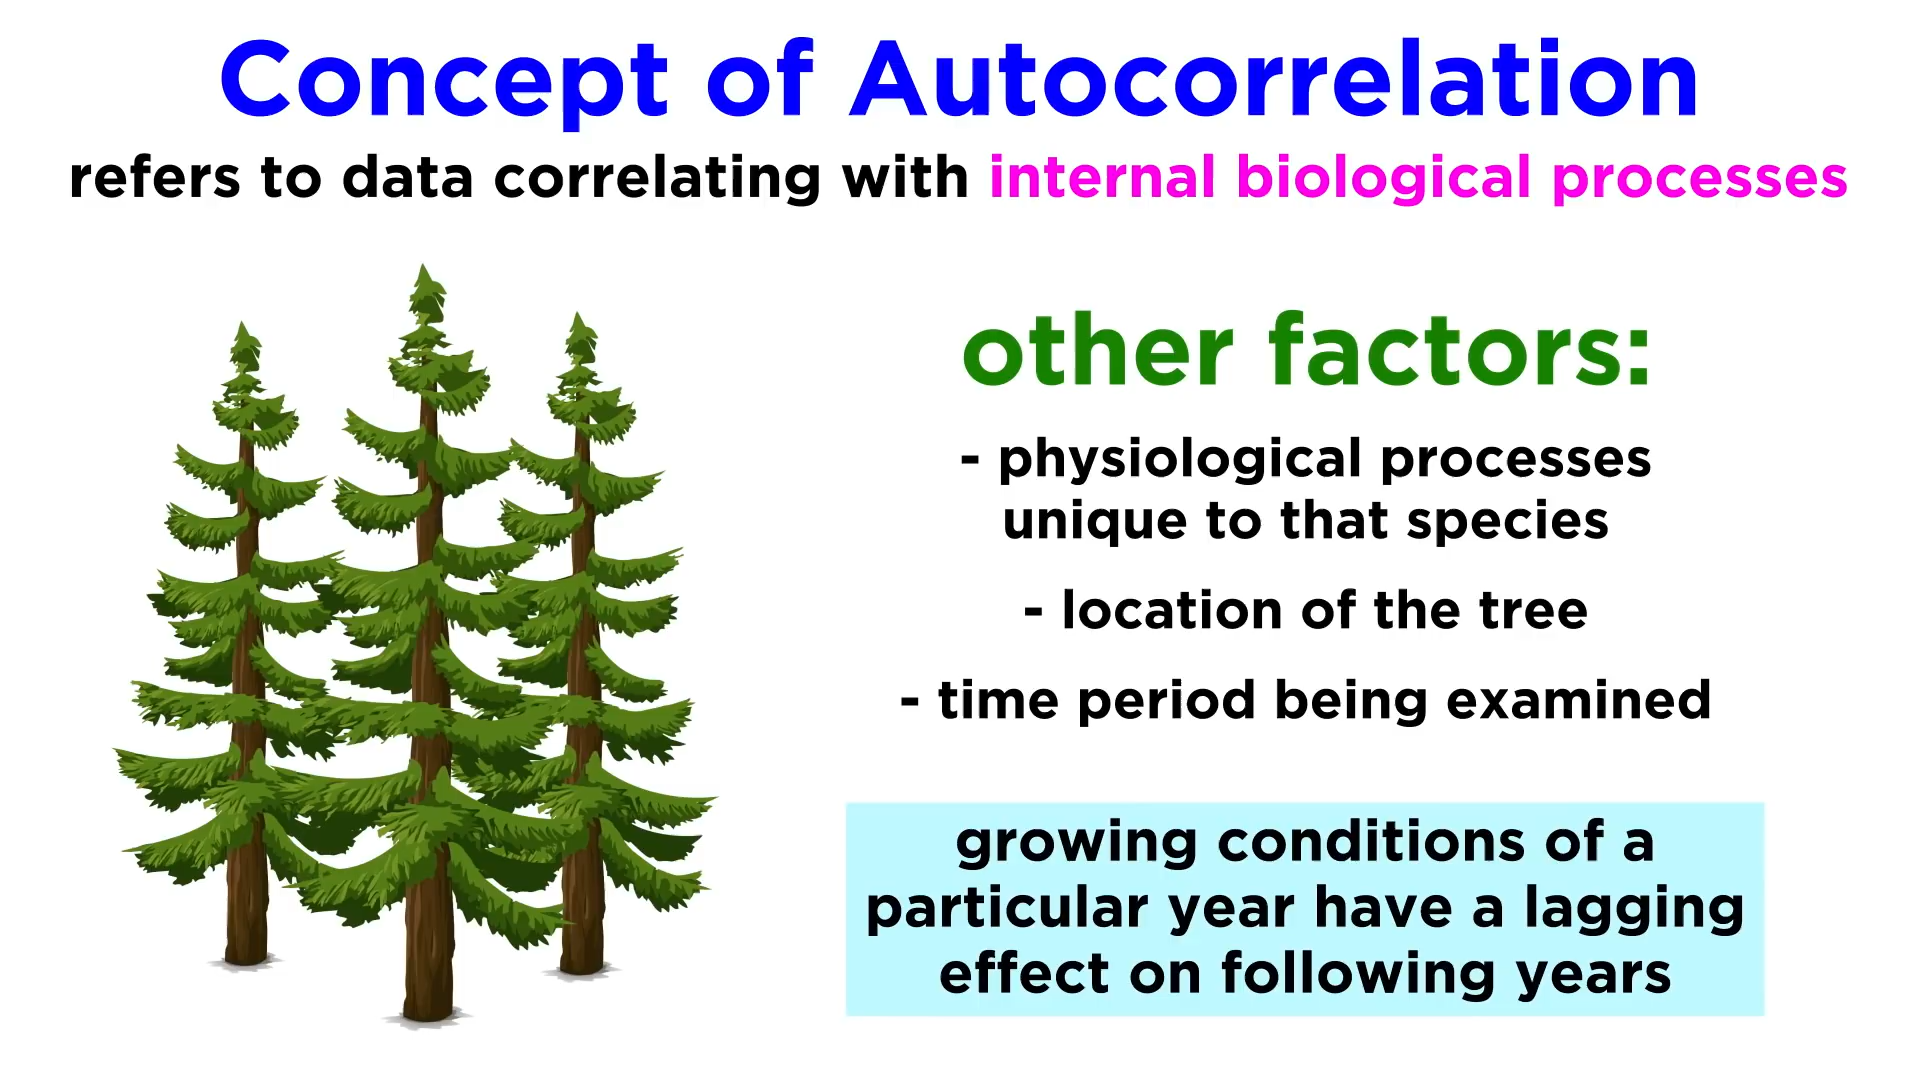 Concept of Autocorrelation
refers to data correlating with internal biological processes
other factors:
- physiological processes
unique to that species
- location of the tree
- time period being examined
growing conditions of a
particular year have a lagging
effect on following years